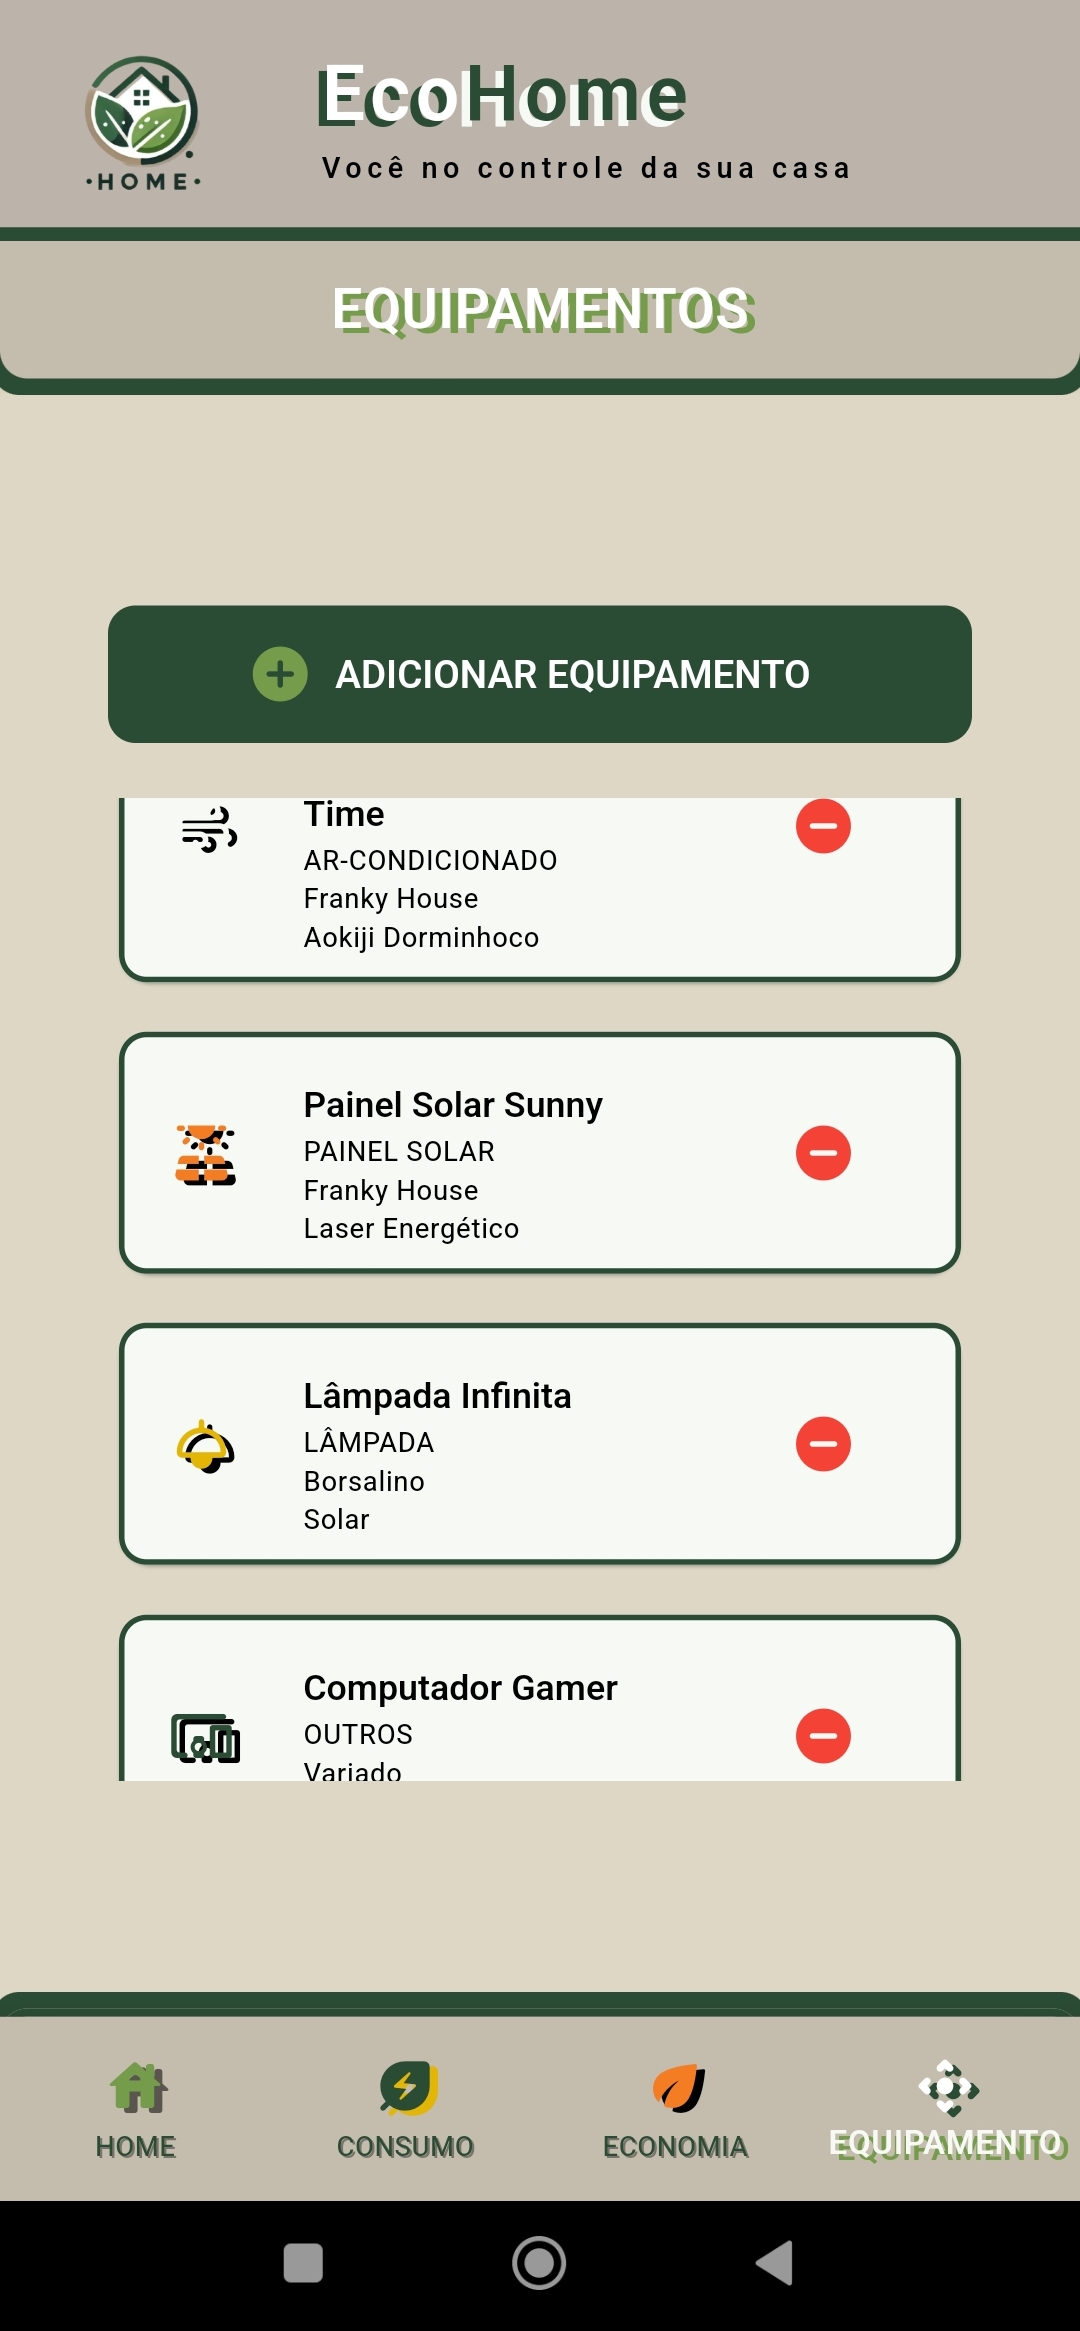 EcoHome
Você no controle da sua casa
·HOME·
EQUIPAMENTOS
ADICIONAR EQUIPAMENTO
Time
AR-CONDICIONADO
Franky House
Aokiji Dorminhoco
Painel Solar Sunny
PAINEL SOLAR
Franky House
Laser Energético
Lâmpada Infinita
LÂMPADA
Borsalino
Solar
Computador Gamer
OUTROS
Variado
HOME
CONSUMO
ECONOMIA
EQUIPAMENTO